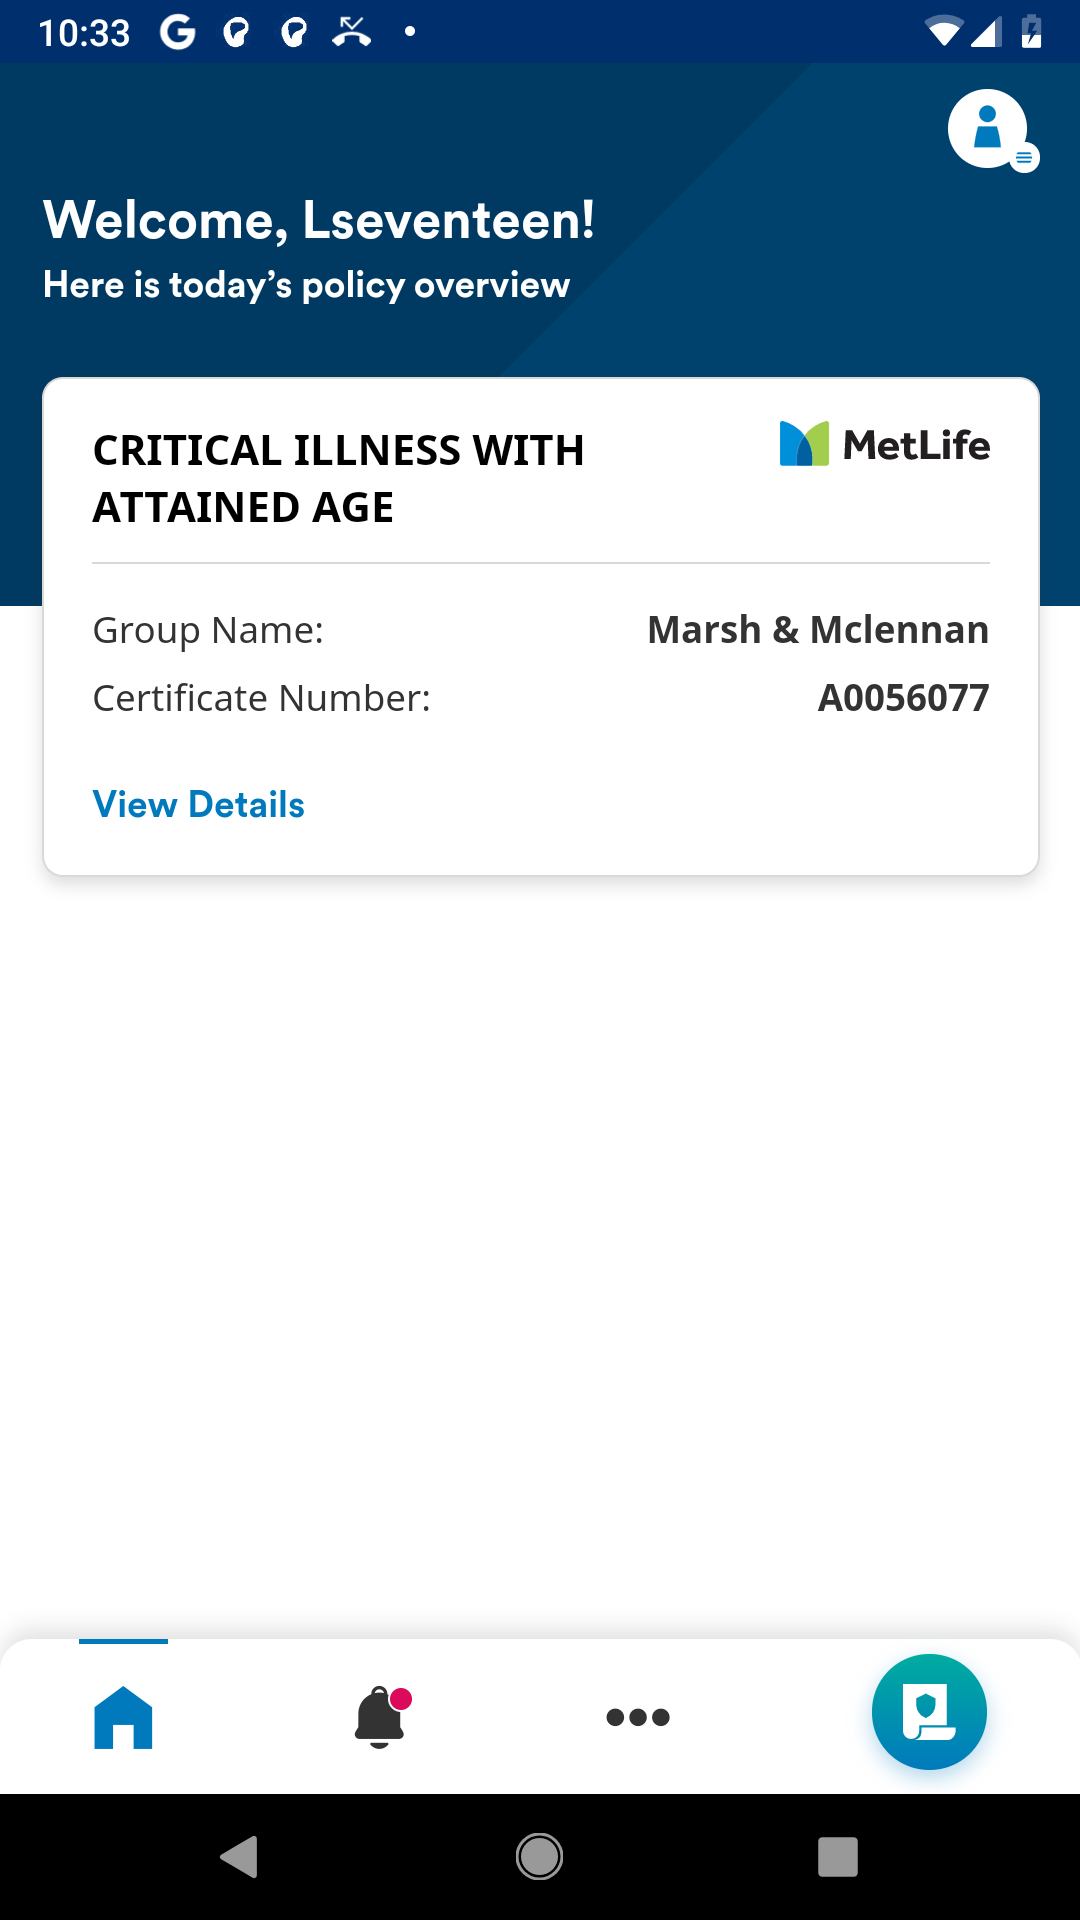 10:33
Welcome, Lseventeen!
Here is today’s policy overview
CRITICAL ILLNESS WITH
ATTAINED AGE
MetLife
Group Name: Marsh & Mclennan
Certificate Number: A0056077
View Details